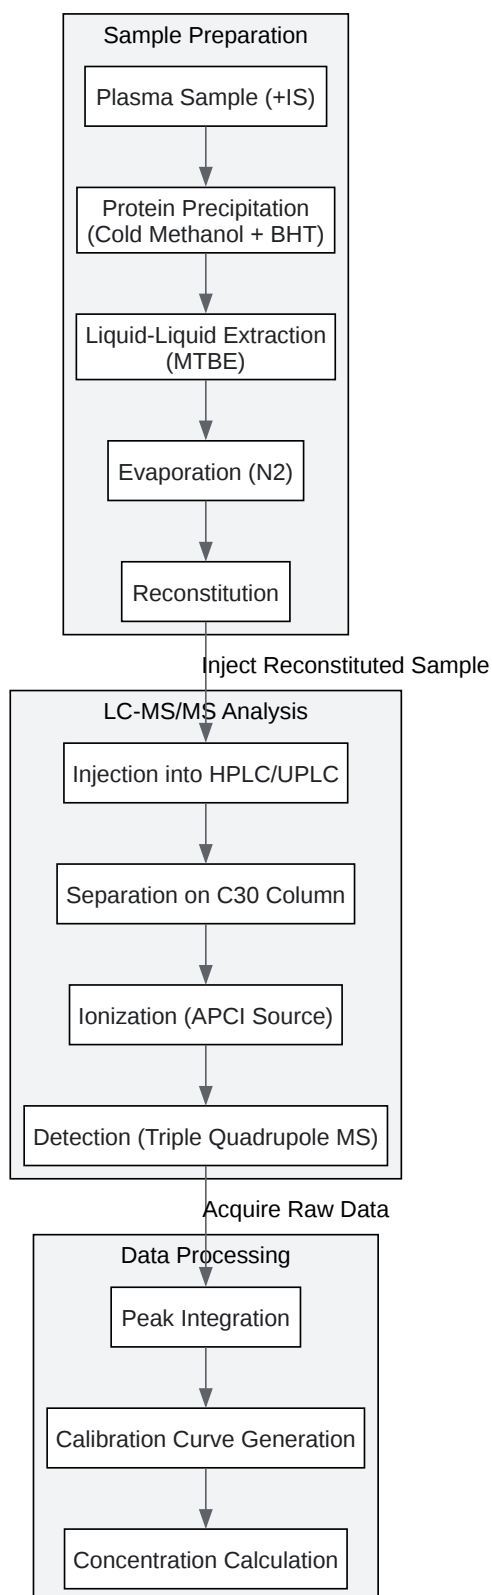 Sample Preparation
Plasma Sample (+IS)
Protein Precipitation
(Cold Methanol + BHT)
Liquid-Liquid Extraction
(MTBE)
Evaporation (N2)
Reconstitution
Inject Reconstituted Sample
LC-MS/MS Analysis
Injection into HPLC/UPLC
Separation on C30 Column
Ionization (APCI Source)
Detection (Triple Quadrupole MS)
Acquire Raw Data
Data Processing
Peak Integration
Calibration Curve Generation
Concentration Calculation